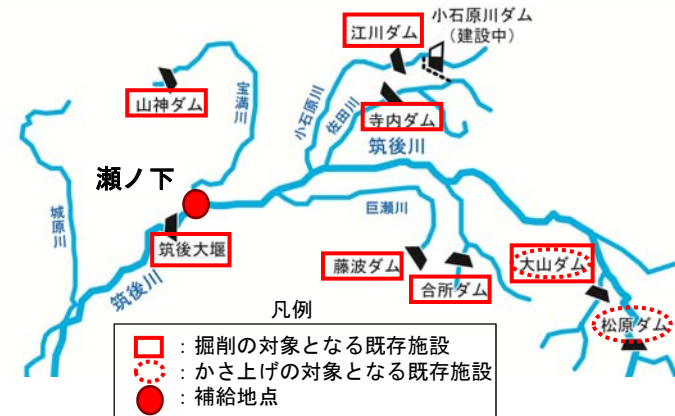 小石原川ダム
（建設中）
江川ダム
山神ダム
宝満川
小石原川
佐田川
寺内ダム
筑後川
瀬ノ下
城原川
巨瀬川
筑後大堰
藤波ダム
合所ダム
大山ダム
筑後川
松原ダム
凡例
：掘削の対象となる既存施設
：かさ上げの対象となる既存施設
：補給地点